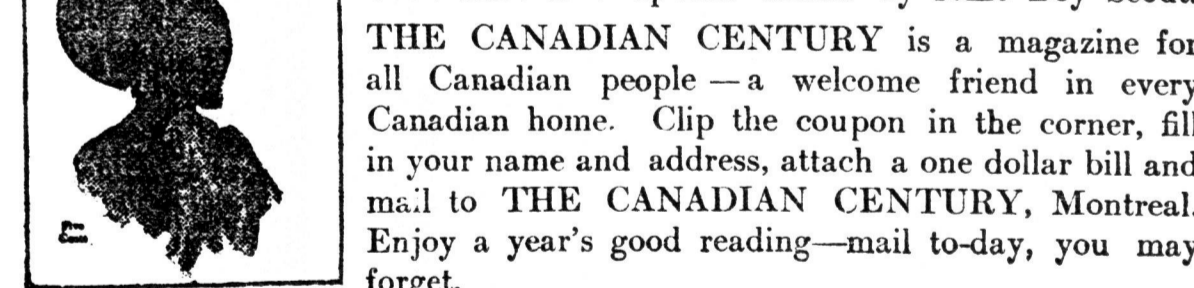 THE CANADIAN CENTURY is a magazine for
all Canadian people — a welcome friend in every
Canadian home. Clip the coupon in the corner, fill
in your name and address, attach a one dollar bill and
mail to THE CANADIAN CENTURY, Montreal.
Enjoy a year's good reading—mail to-day, you may
forget.
Five
Cents